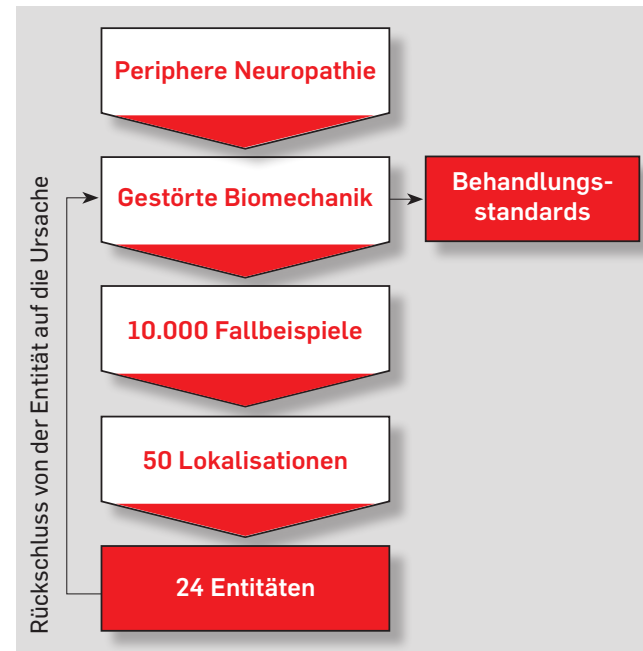 Periphere Neuropathie
Gestörte Biomechanik
Behandlungs-
standards
10.000 Fallbeispiele
50 Lokalisationen
24 Entitäten
Rückschluss von der Entität auf die Ursache